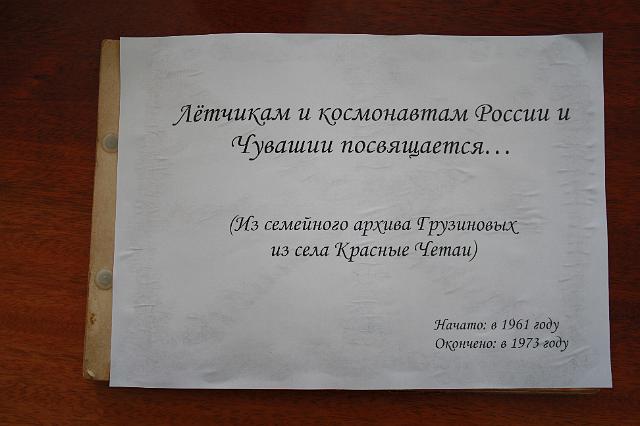 Лётчикам и космонавтам России и
Чувашии посвящается...
(Из семейного архива Грузиновых
из села Красные Четаи)
Начато: в 1961 году
Окончено: в 1973 году